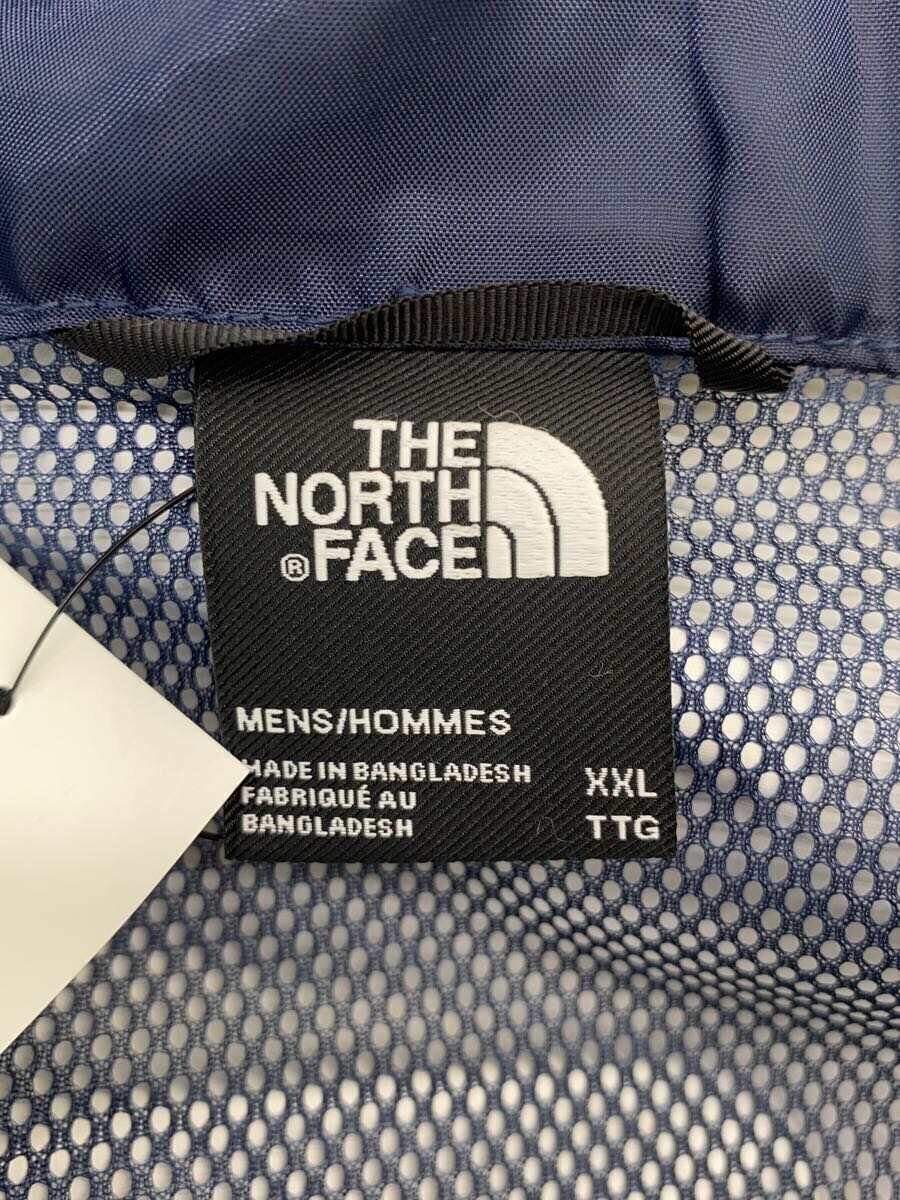 THE
NORTH
®FACE
MENS/HOMMES
MADE IN BANGLADESH
FABRIQUÉ AU
BANGLADESH
XXL
TTG